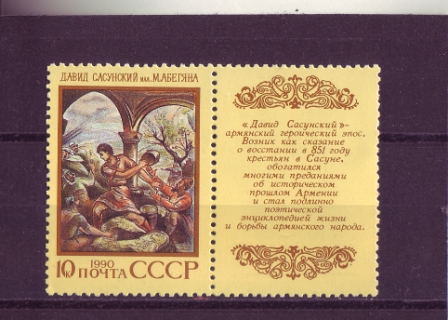 ДАВИД САСУНСКИЙ ИЛЛ. М.АБЕГЯНА
1990
10 ПОЧТА СССР
« Давид Сасунский»-
армянский героический эпос.
Возник как сказание
о восстании в 851 году
крестьян в Сасуне,
обогатился
многими преданиями
об историческом
прошлом Армении
и стал подлинно
поэтической
энциклопедией жизни
и борьбы армянского народа.